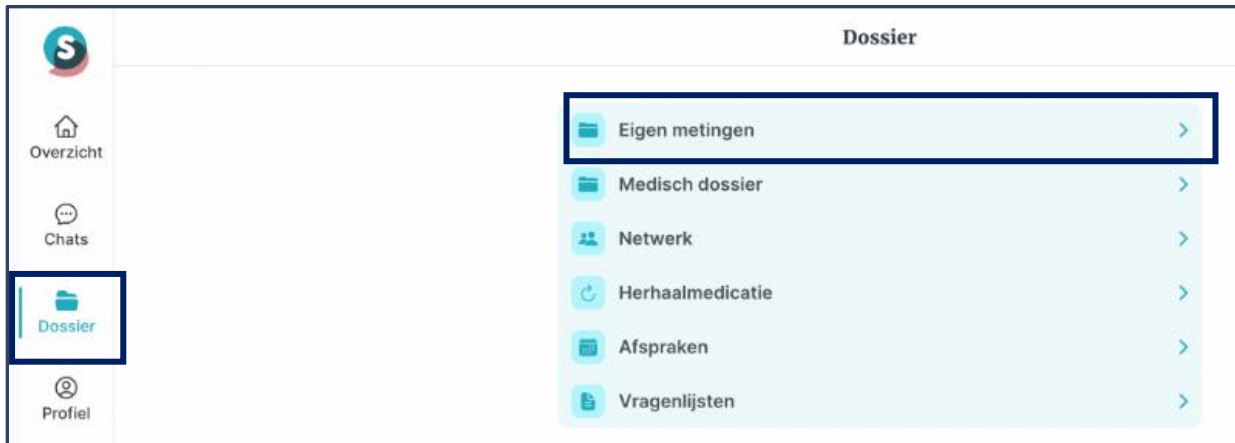 S
Dossier
Overzicht
Chats
Dossier
Profiel
Eigen metingen
Medisch dossier
Netwerk
Herhaalmedicatie
Afspraken
Vragenlijsten